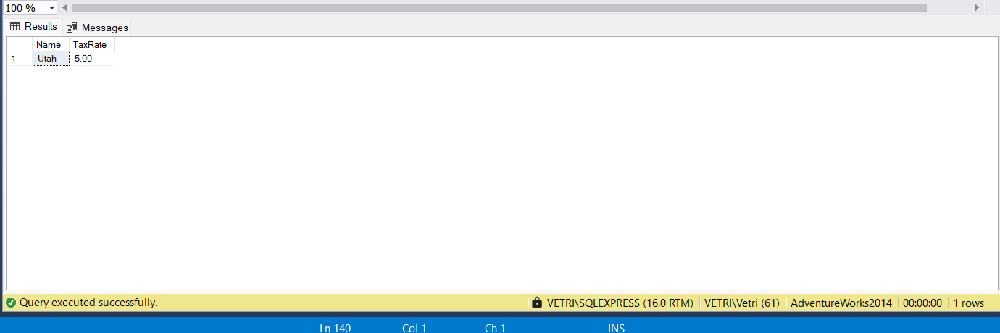 100 %
Results Messages
Name TaxRate
1 Utah 5.00
Query executed successfully. VETRI\SQLEXPRESS (16.0 RTM) VETRI\Vetri (61) AdventureWorks2014 00:00:00 1 rows
Ln 140 Col 1 Ch 1 INS